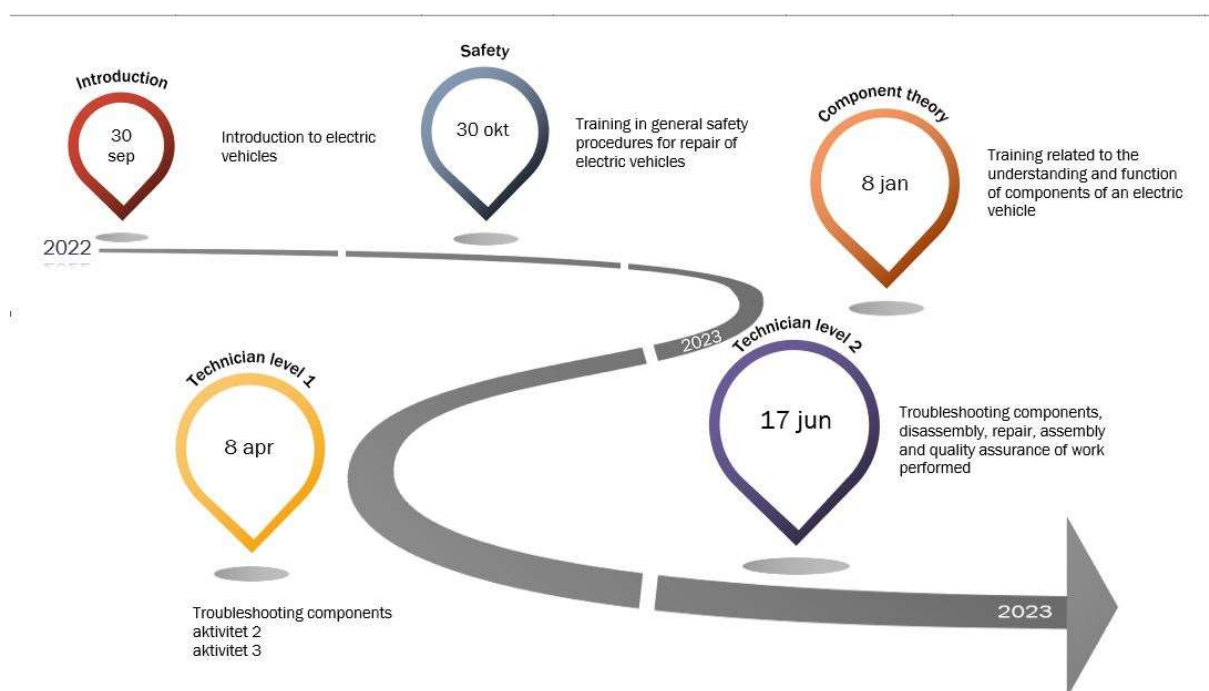 Introduction
30
sep
Introduction to electric
vehicles
Safety
30 okt
Training in general safety
procedures for repair of
electric vehicles
Component theory
8 jan
Training related to the
understanding and function
of components of an electric
vehicle
2022
2023
Technician level 1
8 apr
Troubleshooting components
aktivitet 2
aktivitet 3
Technician level 2
17 jun
Troubleshooting components,
disassembly, repair, assembly
and quality assurance of work
performed
2023